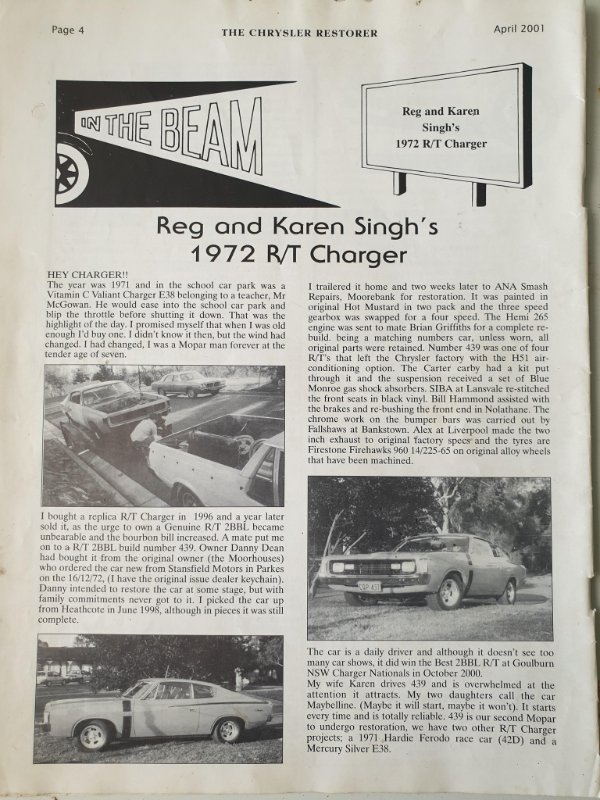 Page 4
THE CHRYSLER RESTORER
April 2001
IN THE BEAM
Reg and Karen
Singh's
1972 R/T Charger
Reg and Karen Singh's
1972 R/T Charger
HEY CHARGER!!
The year was 1971 and in the school car park was a
Vitamin C Valiant Charger E38 belonging to a teacher, Mr
McGowan. He would ease into the school car park and
blip the throttle before shutting it down. That was the
highlight of the day. I promised myself that when I was old
enough I'd buy one. I didn't know it then, but the wind had
changed. I had changed, I was a Mopar man forever at the
tender age of seven.
I bought a replica R/T Charger in 1996 and a year later
sold it, as the urge to own a Genuine R/T 2BBL became
unbearable and the bourbon bill increased. A mate put me
on to a R/T 2BBL build number 439. Owner Danny Dean
had bought it from the original owner (the Moorhouses)
who ordered the car new from Stansfield Motors in Parkes
on the 16/12/72, (I have the original issue dealer keychain).
Danny intended to restore the car at some stage, but with
family commitments never got to it. I picked the car up
from Heathcote in June 1998, although in pieces it was still
complete.
I trailered it home and two weeks later to ANA Smash
Repairs, Moorebank for restoration. It was painted in
original Hot Mustard in two pack and the three speed
gearbox was swapped for a four speed. The Hemi 265
engine was sent to mate Brian Griffiths for a complete re-
build. being a matching numbers car, unless worn, all
original parts were retained. Number 439 was one of four
R/T's that left the Chrysler factory with the H51 air-
conditioning option. The Carter carby had a kit put
through it and the suspension received a set of Blue
Monroe gas shock absorbers. SIBA at Lansvale re-stitched
the front seats in black vinyl. Bill Hammond assisted with
the brakes and re-bushing the front end in Nolathane. The
chrome work on the bumper bars was carried out by
Fallshaws at Bankstown. Alex at Liverpool made the two
inch exhaust to original factory specs and the tyres are
Firestone Firehawks 960 14/225-65 on original alloy wheels
that have been machined.
The car is a daily driver and although it doesn't see too
many car shows, it did win the Best 2BBL R/T at Goulburn
NSW Charger Nationals in October 2000.
My wife Karen drives 439 and is overwhelmed at the
attention it attracts. My two daughters call the car
Maybelline. (Maybe it will start, maybe it won't). It starts
every time and is totally reliable. 439 is our second Mopar
to undergo restoration, we have two other R/T Charger
projects; a 1971 Hardie Ferodo race car (42D) and a
Mercury Silver E38.